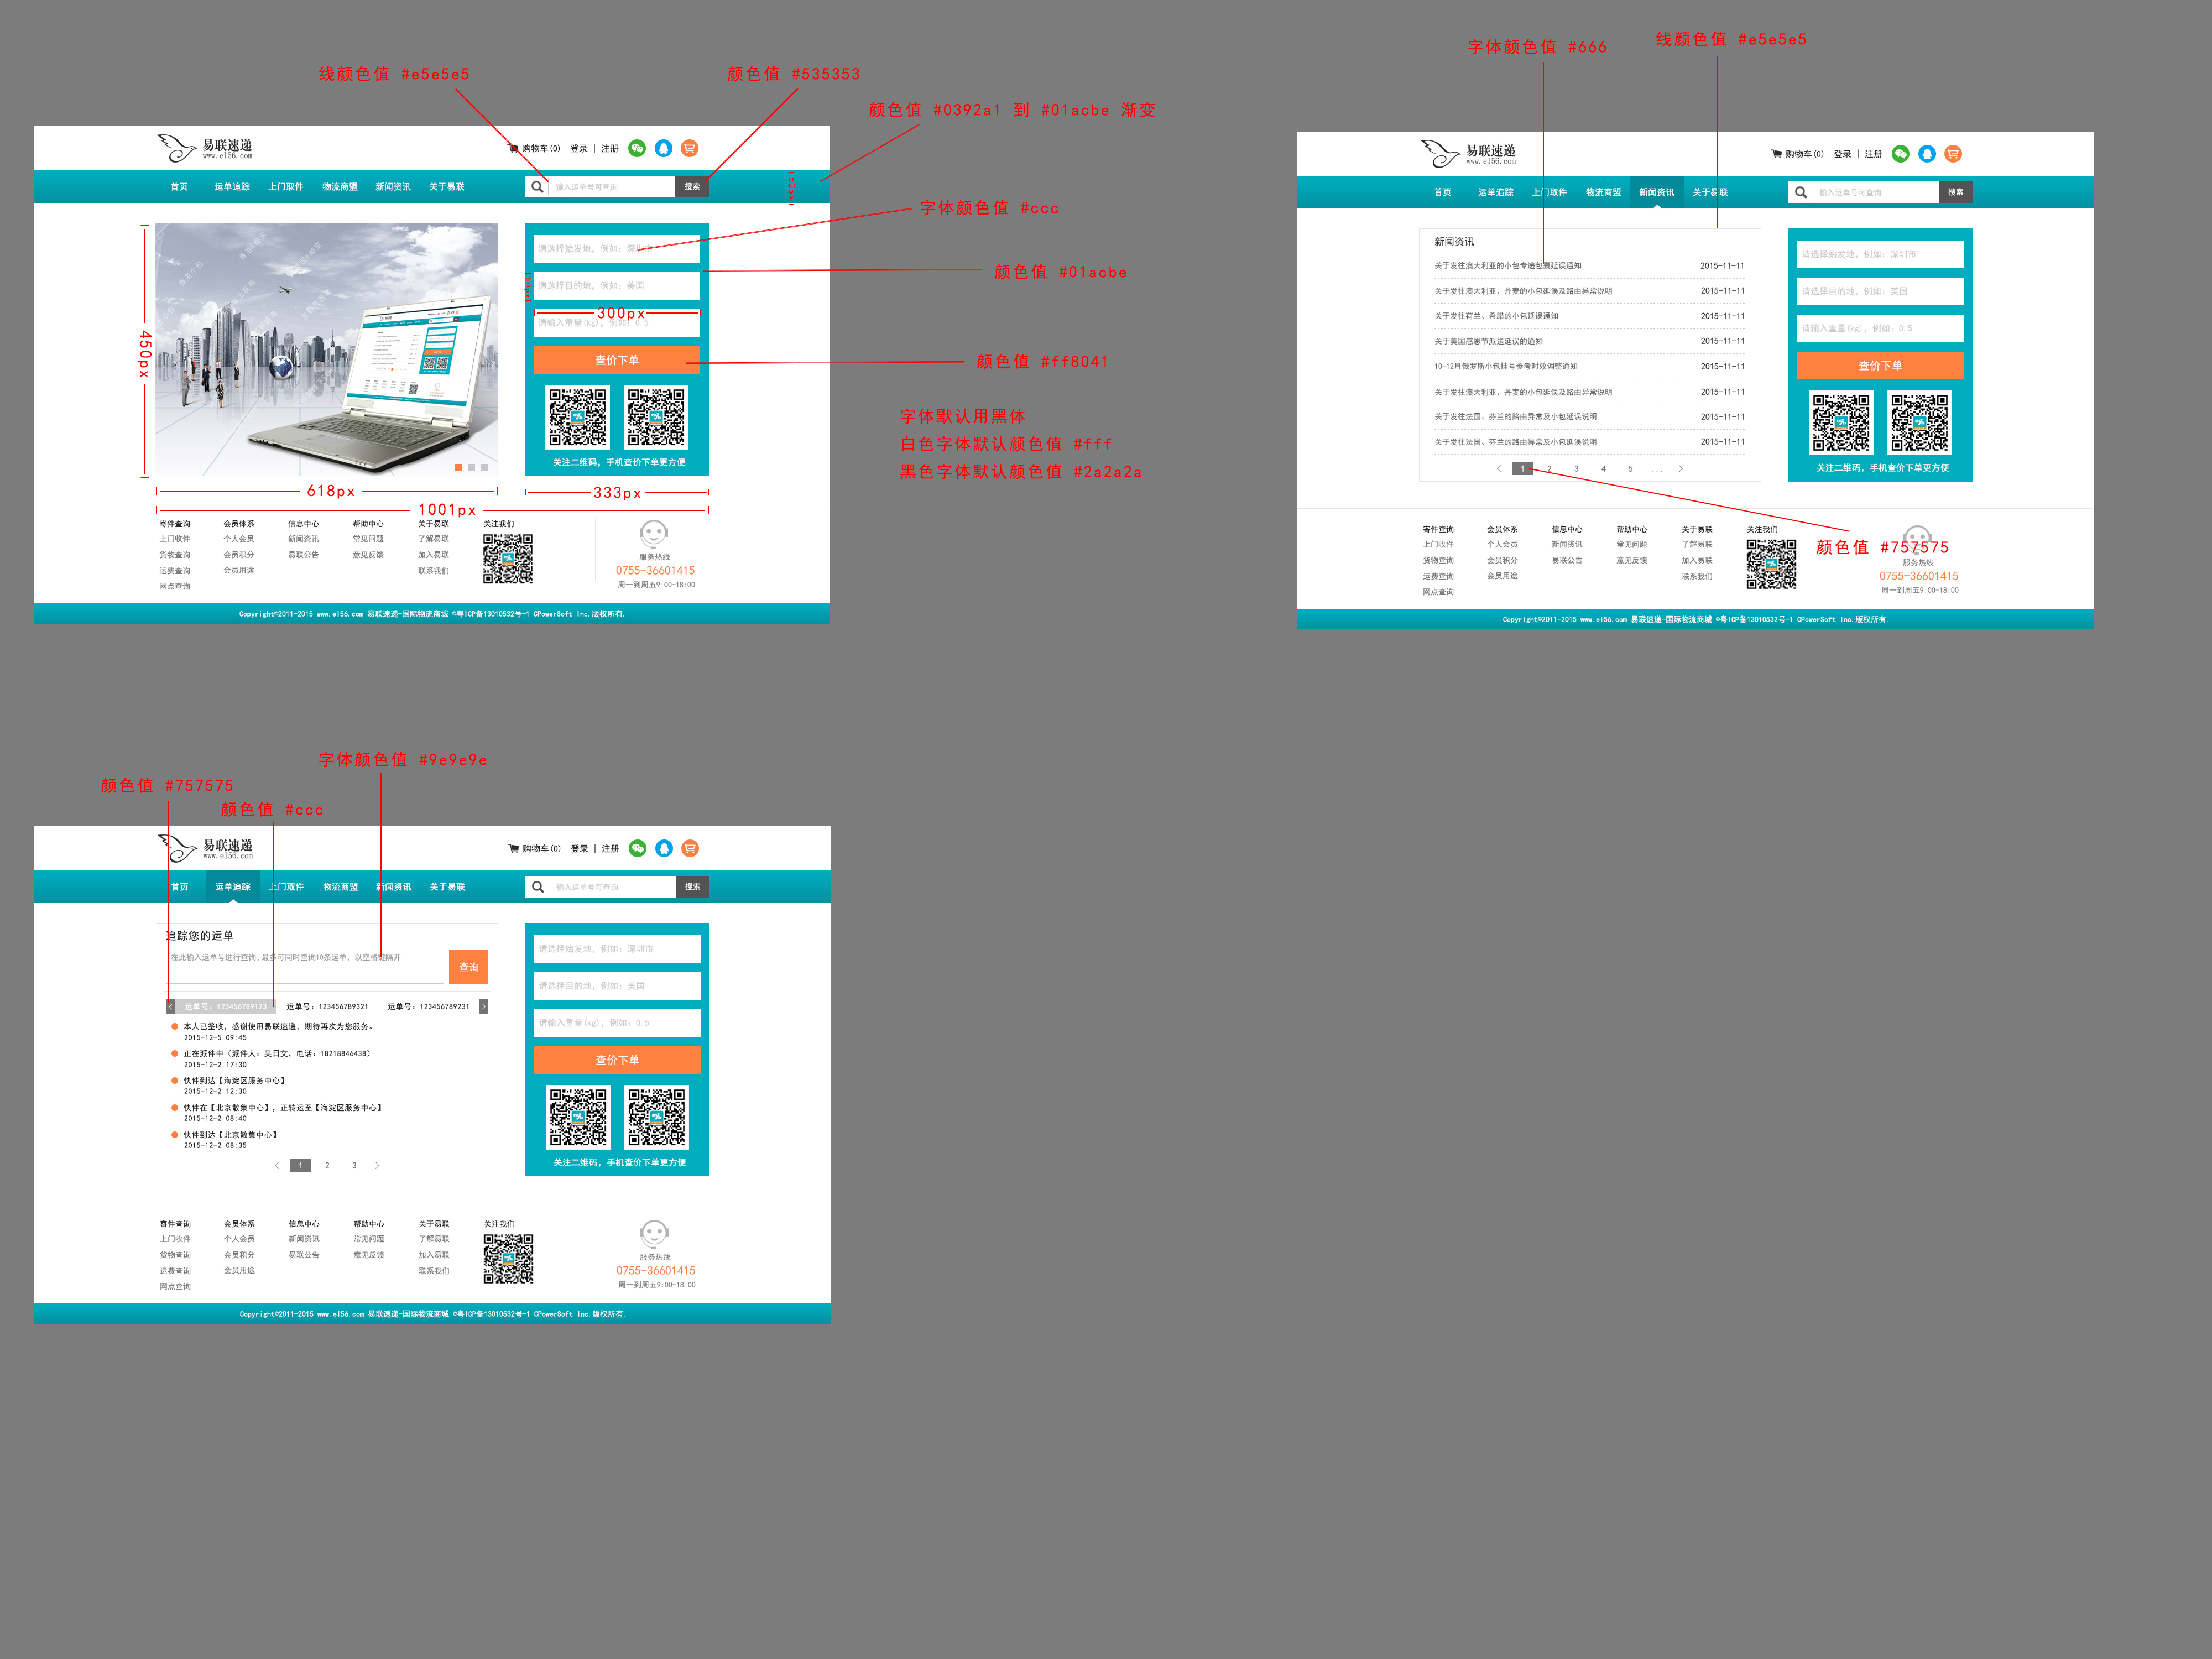 线颜色值 #e5e5e5
颜色值 #535353
颜色值 #0392a1 到 #01acbe 渐变
易联速递
www.el56.com
购物车(0) 登录 | 注册
首页 运单追踪 上门取件 物流商盟 新闻资讯 关于易联
输入运单号可查询 搜索
60px
字体颜色值 #ccc
请选择始发地, 例如: 深圳市
颜色值 #01acbe
请选择目的地, 例如: 美国
50px
300px
请输入重量(kg), 例如: 0.5
颜色值 #ff8041
查价下单
450px
香港小包
字体默认用黑体
白色字体默认颜色值 #fff
黑色字体默认颜色值 #2a2a2a
关注二维码, 手机查价下单更方便
618px
333px
1001px
寄件查询 会员体系 信息中心 帮助中心 关于易联 关注我们
上门收件 个人会员 新闻资讯 常见问题 了解易联
货物查询 会员积分 易联公告 意见反馈 加入易联
运费查询 会员用途 联系我们
网点查询
服务热线
0755-36601415
周一到周五9:00-18:00
Copyright©2011-2015 www.el56.com 易联速递-国际物流商城 ©粤ICP备13010532号-1 CPowerSoft Inc.版权所有.
字体颜色值 #666
线颜色值 #e5e5e5
易联速递
www.el56.com
购物车(0) 登录 | 注册
首页 运单追踪 上门取件 物流商盟 新闻资讯 关于易联
输入运单号可查询 搜索
新闻资讯
关于发往澳大利亚的小包专递包裹延误通知 2015-11-11
关于发往澳大利亚、丹麦的小包延误及路由异常说明 2015-11-11
关于发往荷兰、希腊的小包延误通知 2015-11-11
关于美国感恩节派送延误的通知 2015-11-11
10-12月俄罗斯小包挂号参考时效调整通知 2015-11-11
关于发往澳大利亚、丹麦的小包延误及路由异常说明 2015-11-11
关于发往法国、芬兰的路由异常及小包延误说明 2015-11-11
关于发往法国、芬兰的路由异常及小包延误说明 2015-11-11
< 1 2 3 4 5 ... >
请选择始发地, 例如: 深圳市
请选择目的地, 例如: 美国
请输入重量(kg), 例如: 0.5
查价下单
关注二维码, 手机查价下单更方便
颜色值 #757575
寄件查询 会员体系 信息中心 帮助中心 关于易联 关注我们
上门收件 个人会员 新闻资讯 常见问题 了解易联
货物查询 会员积分 易联公告 意见反馈 加入易联
运费查询 会员用途 联系我们
网点查询
服务热线
0755-36601415
周一到周五9:00-18:00
Copyright©2011-2015 www.el56.com 易联速递-国际物流商城 ©粤ICP备13010532号-1 CPowerSoft Inc.版权所有.
字体颜色值 #9e9e9e
颜色值 #757575
颜色值 #ccc
易联速递
www.el56.com
购物车(0) 登录 | 注册
首页 运单追踪 上门取件 物流商盟 新闻资讯 关于易联
输入运单号可查询 搜索
追踪您的运单
在此输入运单号进行查询,最多可同时查询10条运单, 以空格键隔开
查询
< 运单号: 123456789123 运单号: 123456789321 运单号: 123456789231 >
本人已签收, 感谢使用易联速递, 期待再次为您服务。
2015-12-5 09:45
正在派件中（派件人: 吴日文, 电话: 18218846438）
2015-12-2 17:30
快件到达【海淀区服务中心】
2015-12-2 12:30
快件在【北京散集中心】, 正转运至【海淀区服务中心】
2015-12-2 08:40
快件到达【北京散集中心】
2015-12-2 08:35
< 1 2 3 >
请选择始发地, 例如: 深圳市
请选择目的地, 例如: 美国
请输入重量(kg), 例如: 0.5
查价下单
关注二维码, 手机查价下单更方便
寄件查询 会员体系 信息中心 帮助中心 关于易联 关注我们
上门收件 个人会员 新闻资讯 常见问题 了解易联
货物查询 会员积分 易联公告 意见反馈 加入易联
运费查询 会员用途 联系我们
网点查询
服务热线
0755-36601415
周一到周五9:00-18:00
Copyright©2011-2015 www.el56.com 易联速递-国际物流商城 ©粤ICP备13010532号-1 CPowerSoft Inc.版权所有.